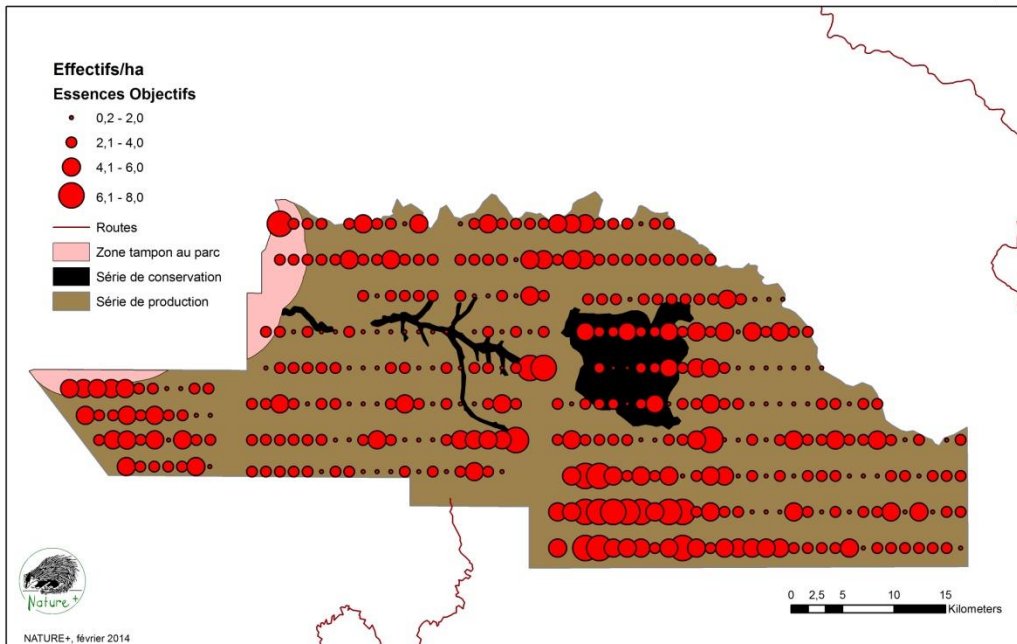 Effectifs/ha
Essences Objectifs
0,2 - 2,0
2,1 - 4,0
4,1 - 6,0
6,1 - 8,0
Routes
Zone tampon au parc
Série de conservation
Série de production
Nature +
NATURE+, février 2014
0 2,5 5 10 15
Kilometers